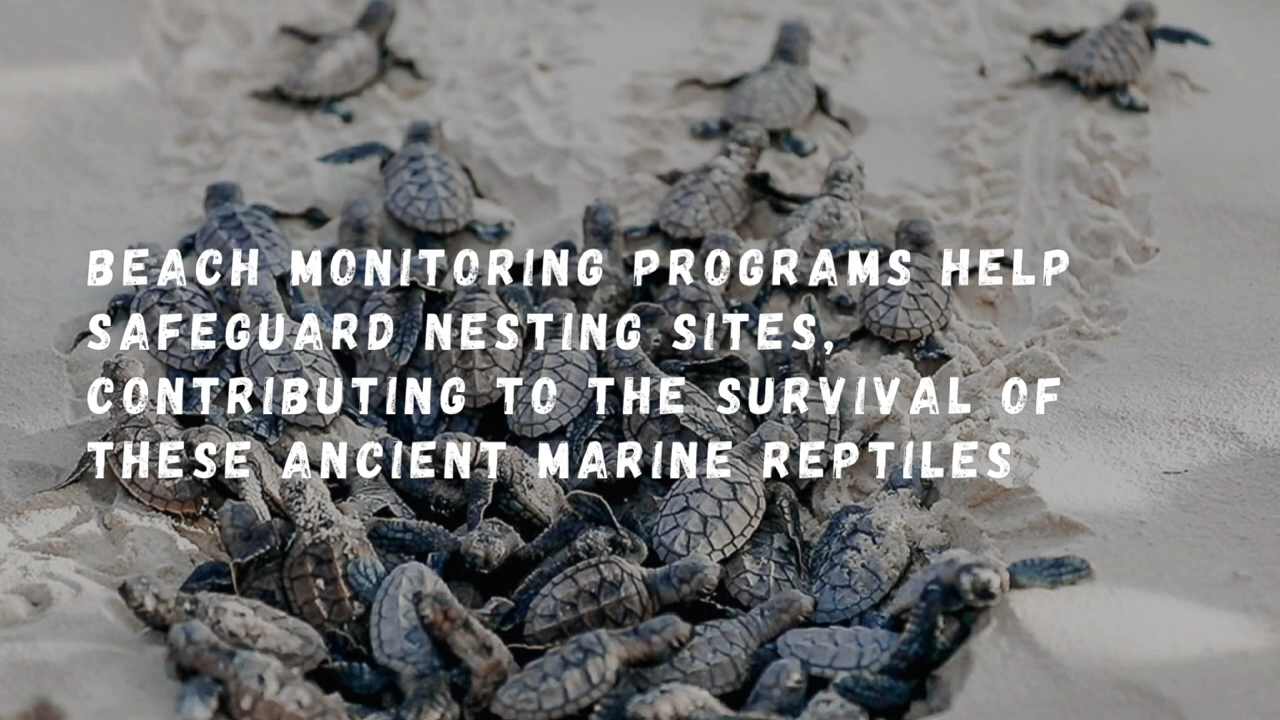 BEACH MONITORING PROGRAMS HELP
SAFEGUARD NESTING SITES,
CONTRIBUTING TO THE SURVIVAL OF
THESE ANCIENT MARINE REPTILES